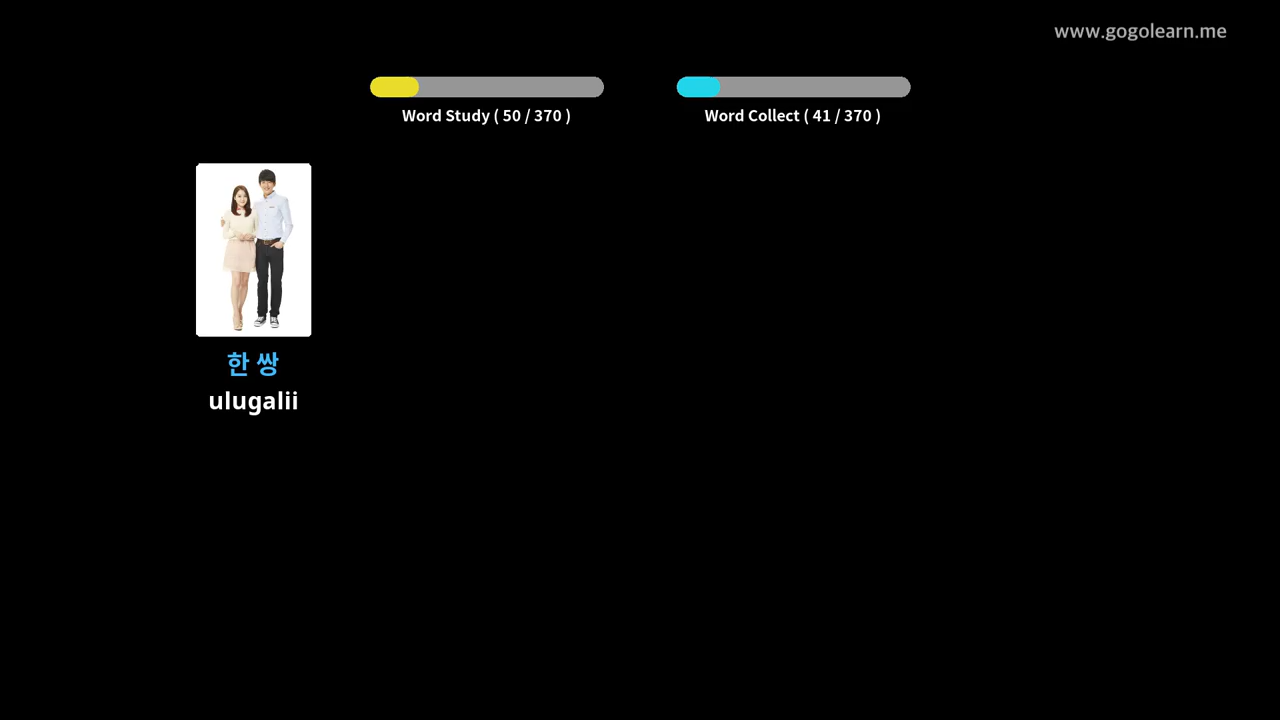 www.gogolearn.me
Word Study ( 50 / 370 )
Word Collect ( 41 / 370 )
한 쌍
ulugalii